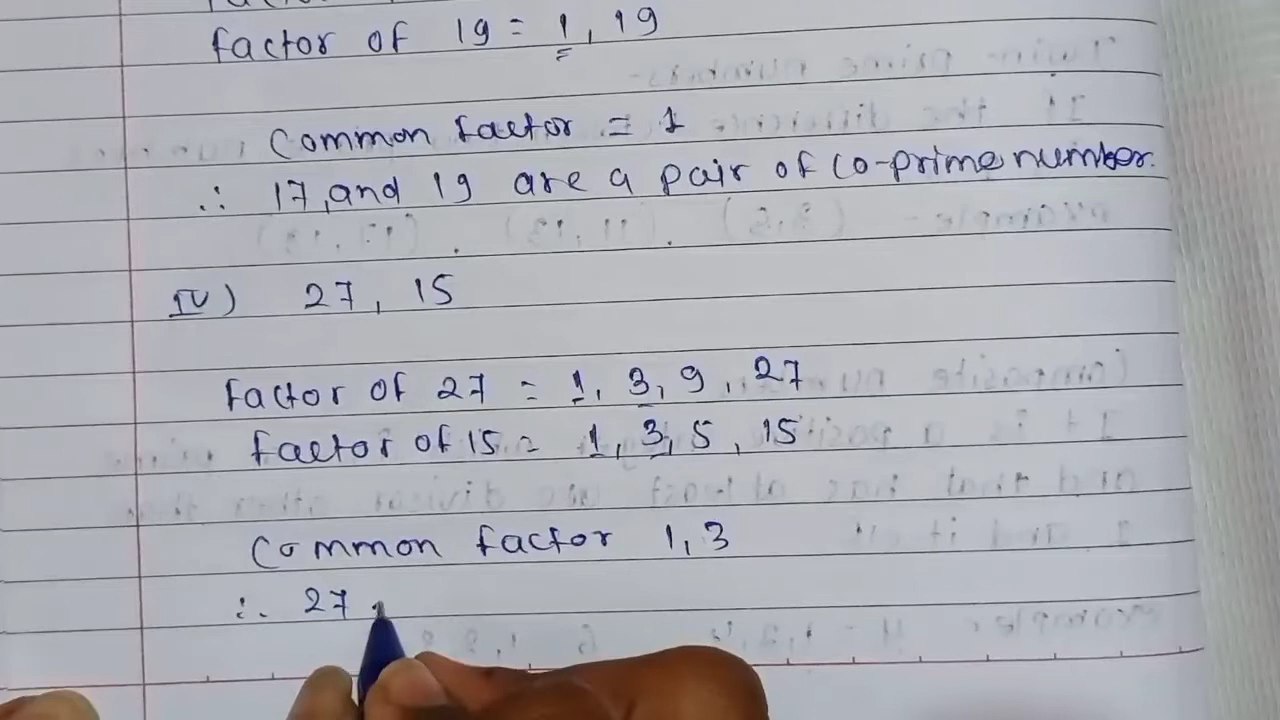 factor of 19 = 1, 19
Common factor = 1
∴ 17, and 19 are a pair of co-prime number.
IV) 27, 15
factor of 27 = 1, 3, 9, 27
factor of 15 = 1, 3, 5, 15
Common factor 1, 3
∴ 27